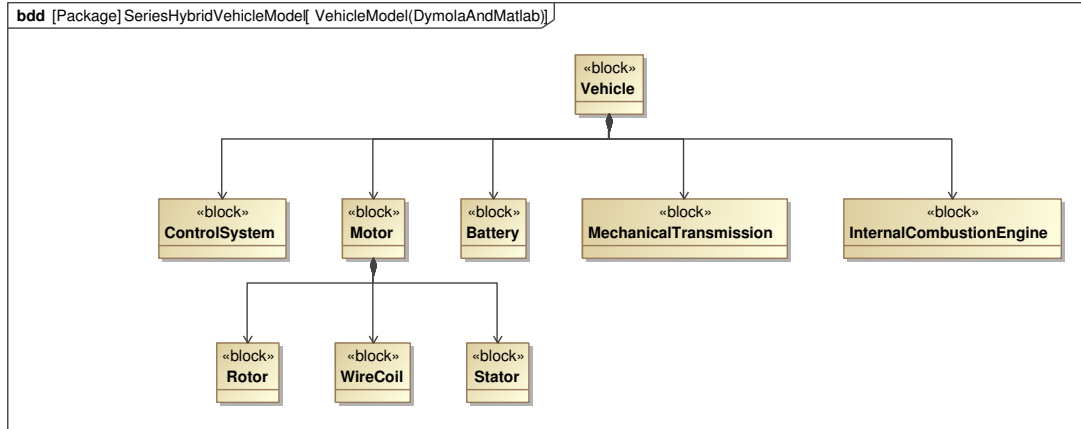 bdd [Package] SeriesHybridVehicleModel[ VehicleModel(DymolaAndMatlab)]
«block»
Vehicle
«block»
ControlSystem
«block»
Motor
«block»
Battery
«block»
MechanicalTransmission
«block»
InternalCombustionEngine
«block»
Rotor
«block»
WireCoil
«block»
Stator